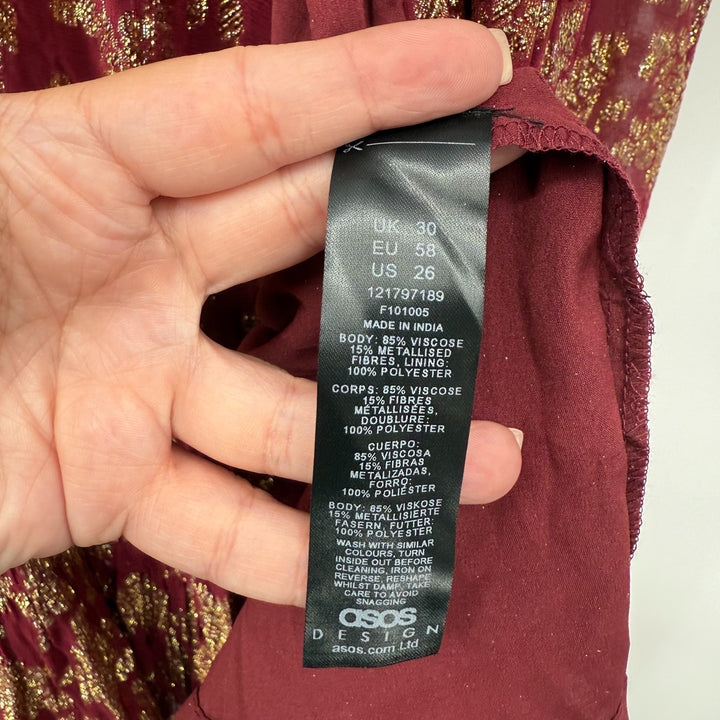 UK 30
EU 58
US 26
121797189
F101005
MADE IN INDIA
BODY: 85% VISCOSE
15% METALLISED
FIBRES, LINING:
100% POLYESTER
CORPS: 85% VISCOSE
15% FIBRES
MÉTALLISÉES,
DOUBLURE:
100% POLYESTER
CUERPO:
85% VISCOSA
15% FIBRAS
METALIZADAS,
FORRO:
100% POLIÉSTER
BODY: 85% VISKOSE
15% METALLISIERTE
FASERN, FUTTER:
100% POLYESTER
WASH WITH SIMILAR
COLOURS, TURN
INSIDE OUT BEFORE
CLEANING, IRON ON
REVERSE, RESHAPE
WHILST DAMP, TAKE
CARE TO AVOID
SNAGGING
asos
DESIGN
asos.com Ltd